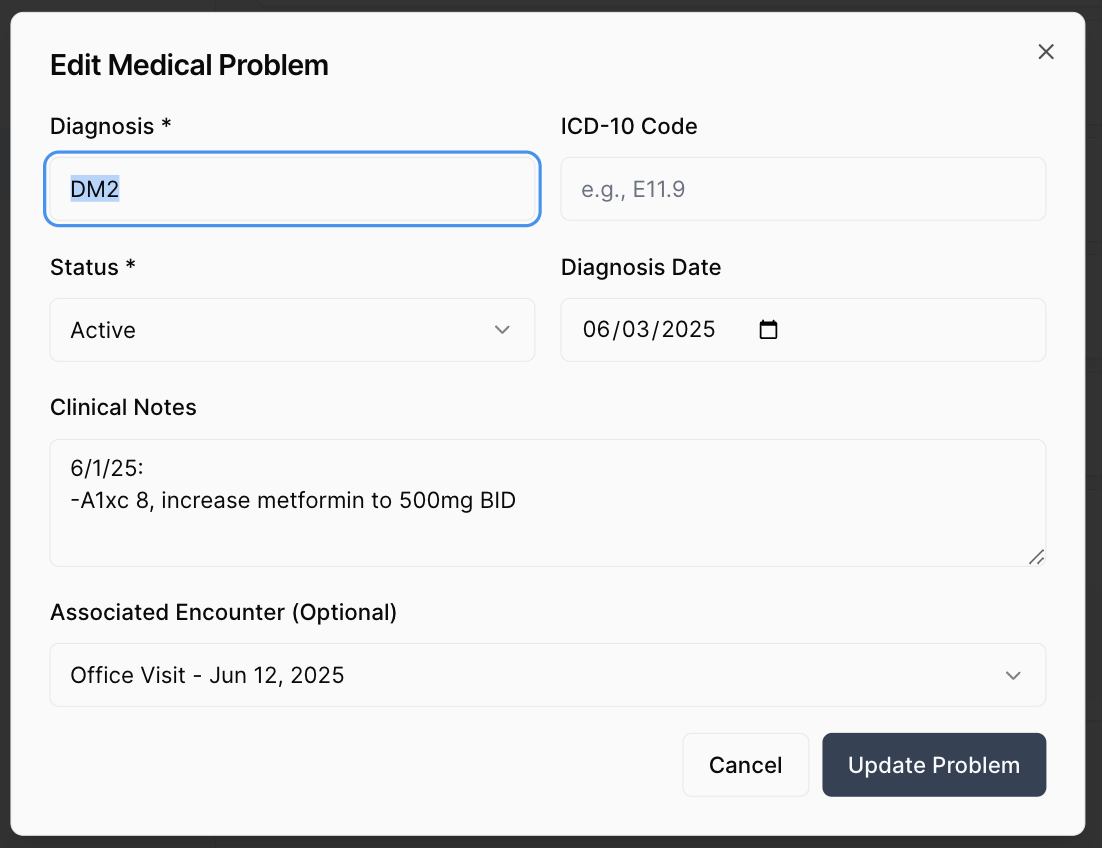 Edit Medical Problem
Diagnosis *
ICD-10 Code
DM2
e.g., E11.9
Status *
Diagnosis Date
Active
06/03/2025
Clinical Notes
6/1/25:
-A1xc 8, increase metformin to 500mg BID
Associated Encounter (Optional)
Office Visit - Jun 12, 2025
Cancel
Update Problem